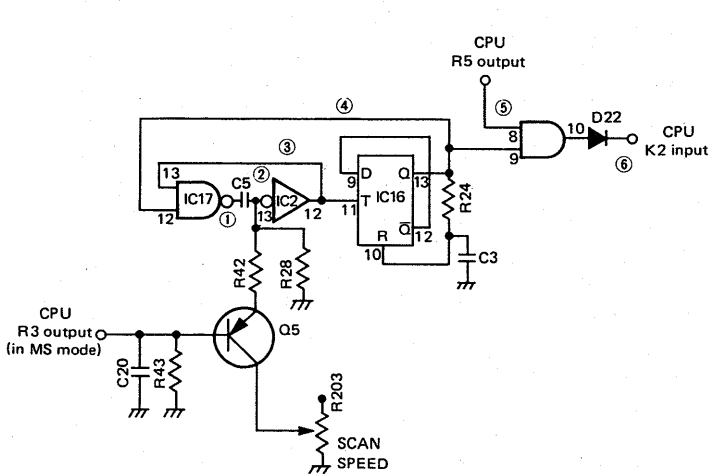 CPU
R5 output
④
⑤
D22
8
10
9
CPU
K2 input
⑥
③
13
C5
②
D
Q
9
13
IC17
IC2
IC16
R24
12
①
13
12
11
T
Q
12
R
10
C3
R42
R28
CPU
R3 output
(in MS mode)
Q5
C20
R43
R203
SCAN
SPEED